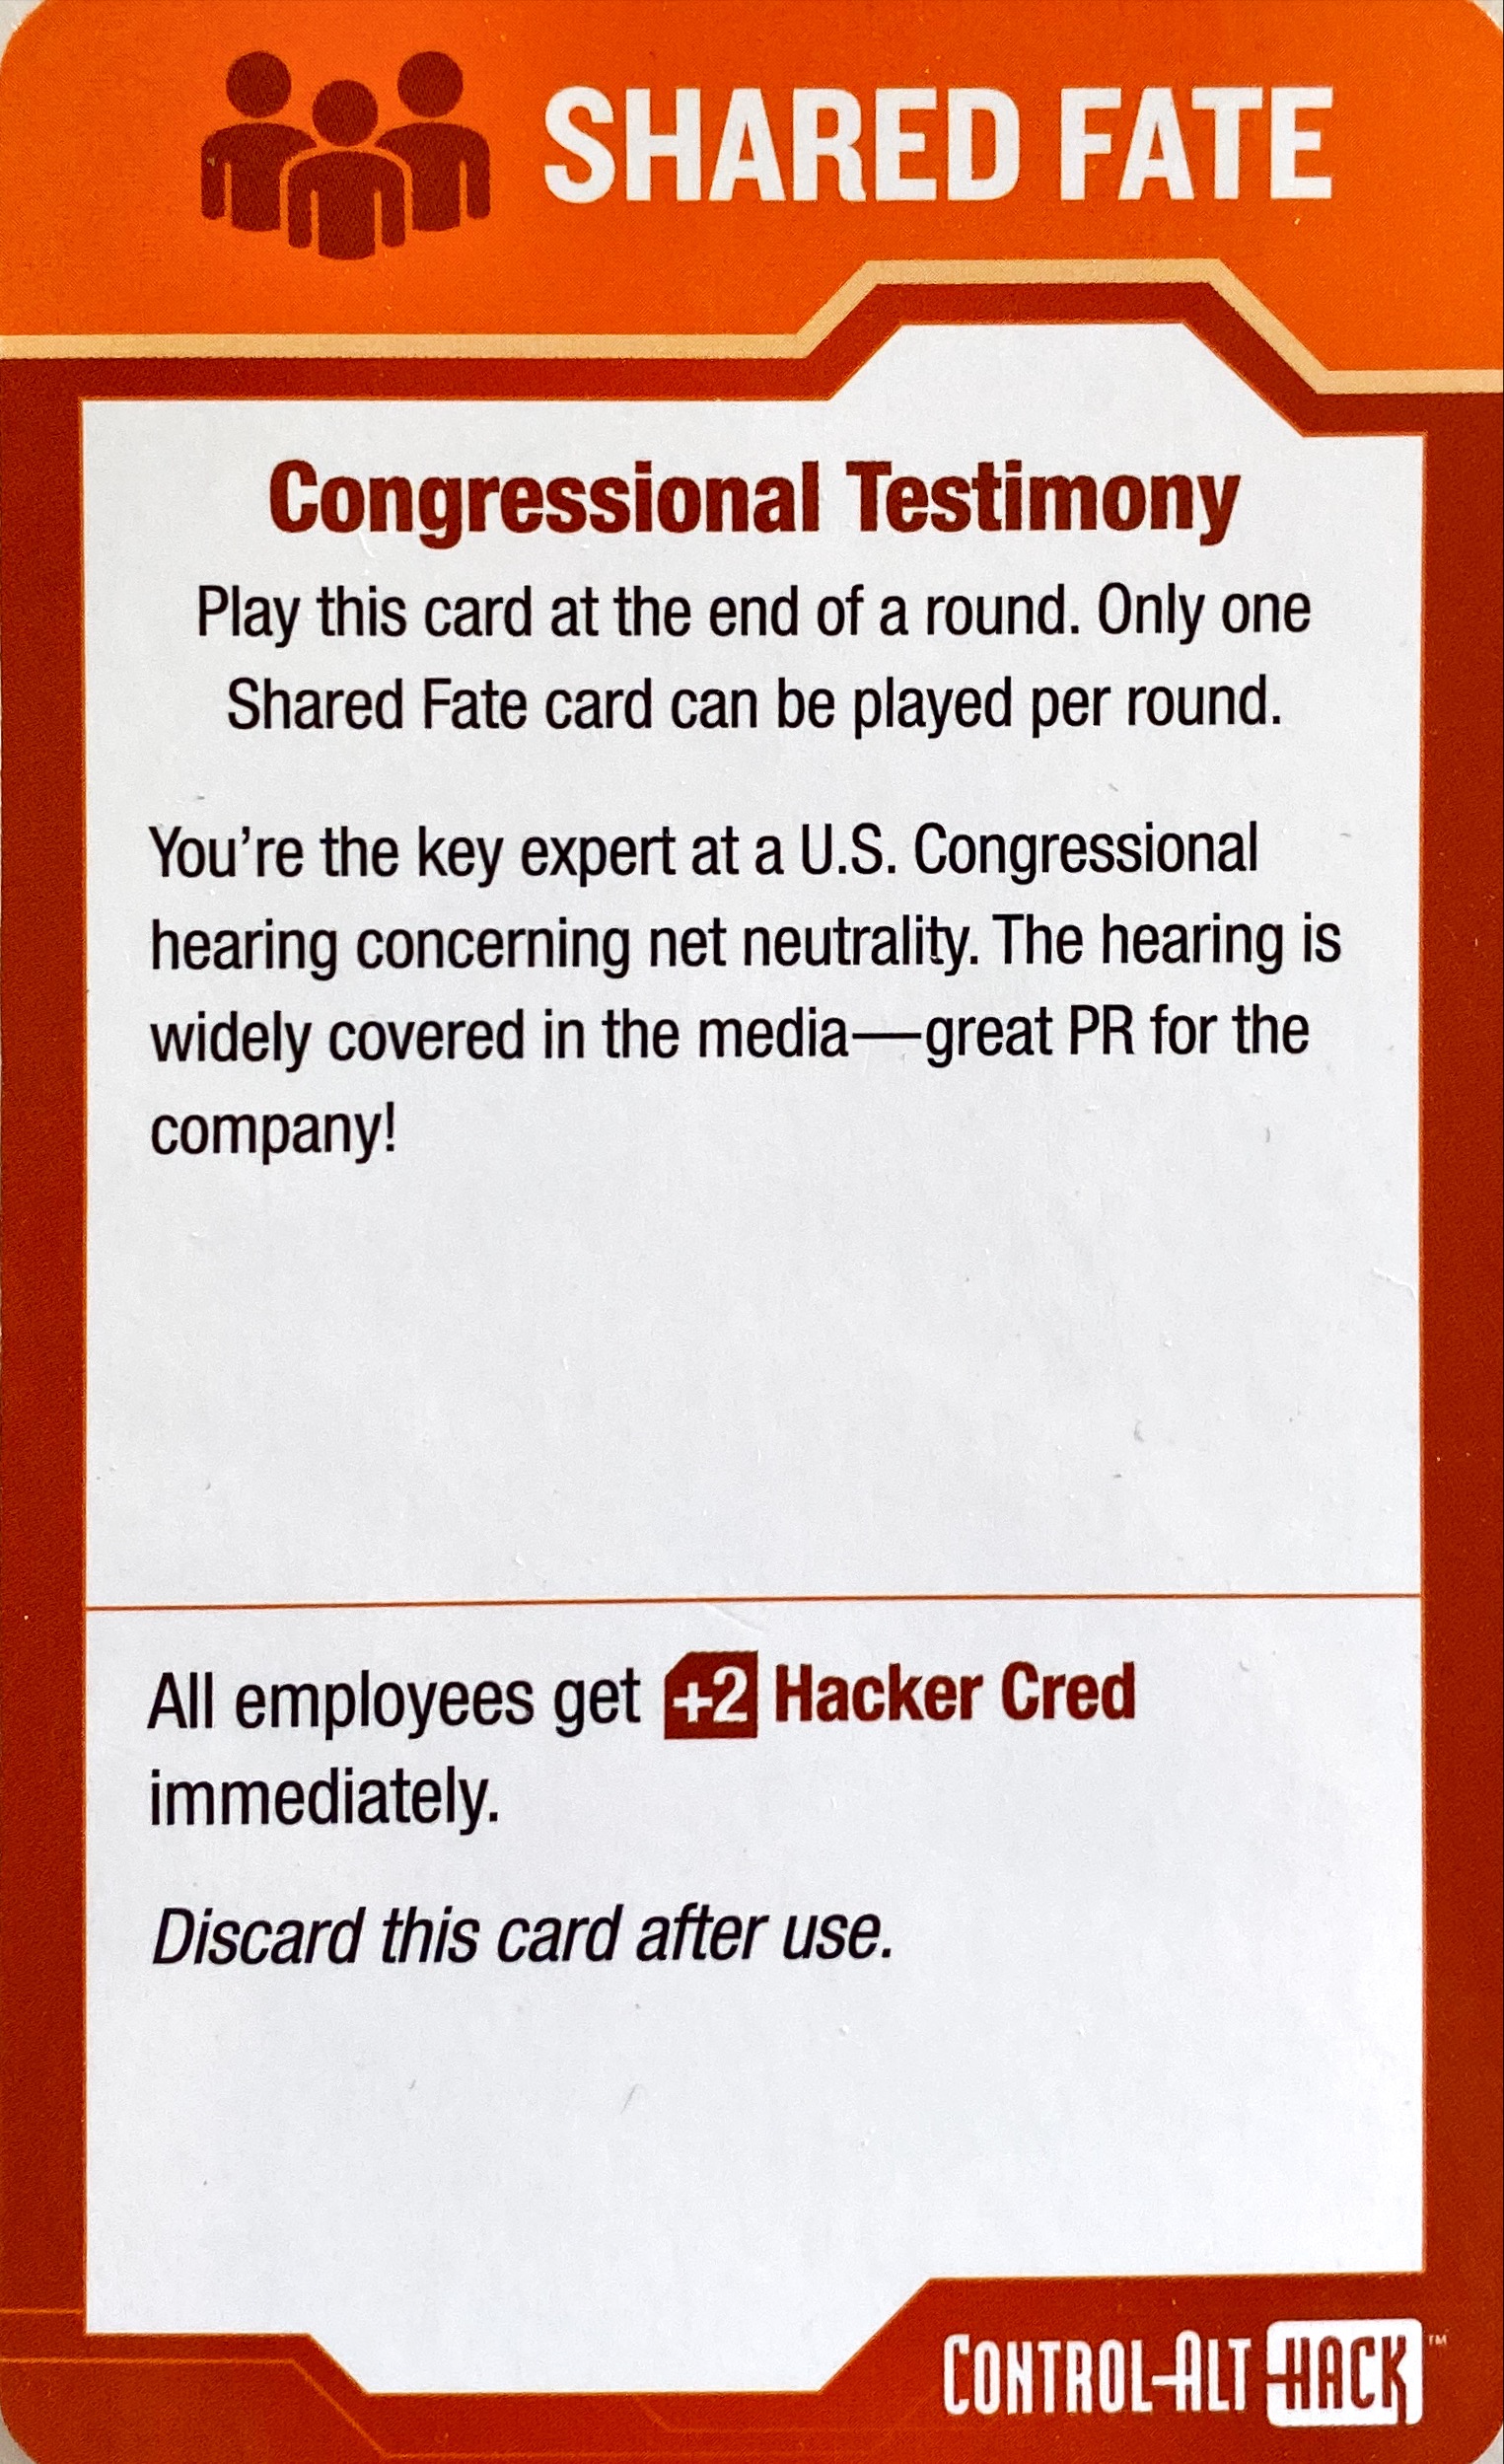 SHARED FATE
Congressional Testimony
Play this card at the end of a round. Only one
Shared Fate card can be played per round.
You’re the key expert at a U.S. Congressional
hearing concerning net neutrality. The hearing is
widely covered in the media—great PR for the
company!
All employees get +2 Hacker Cred
immediately.
Discard this card after use.
CONTROL-ALT-HACK™